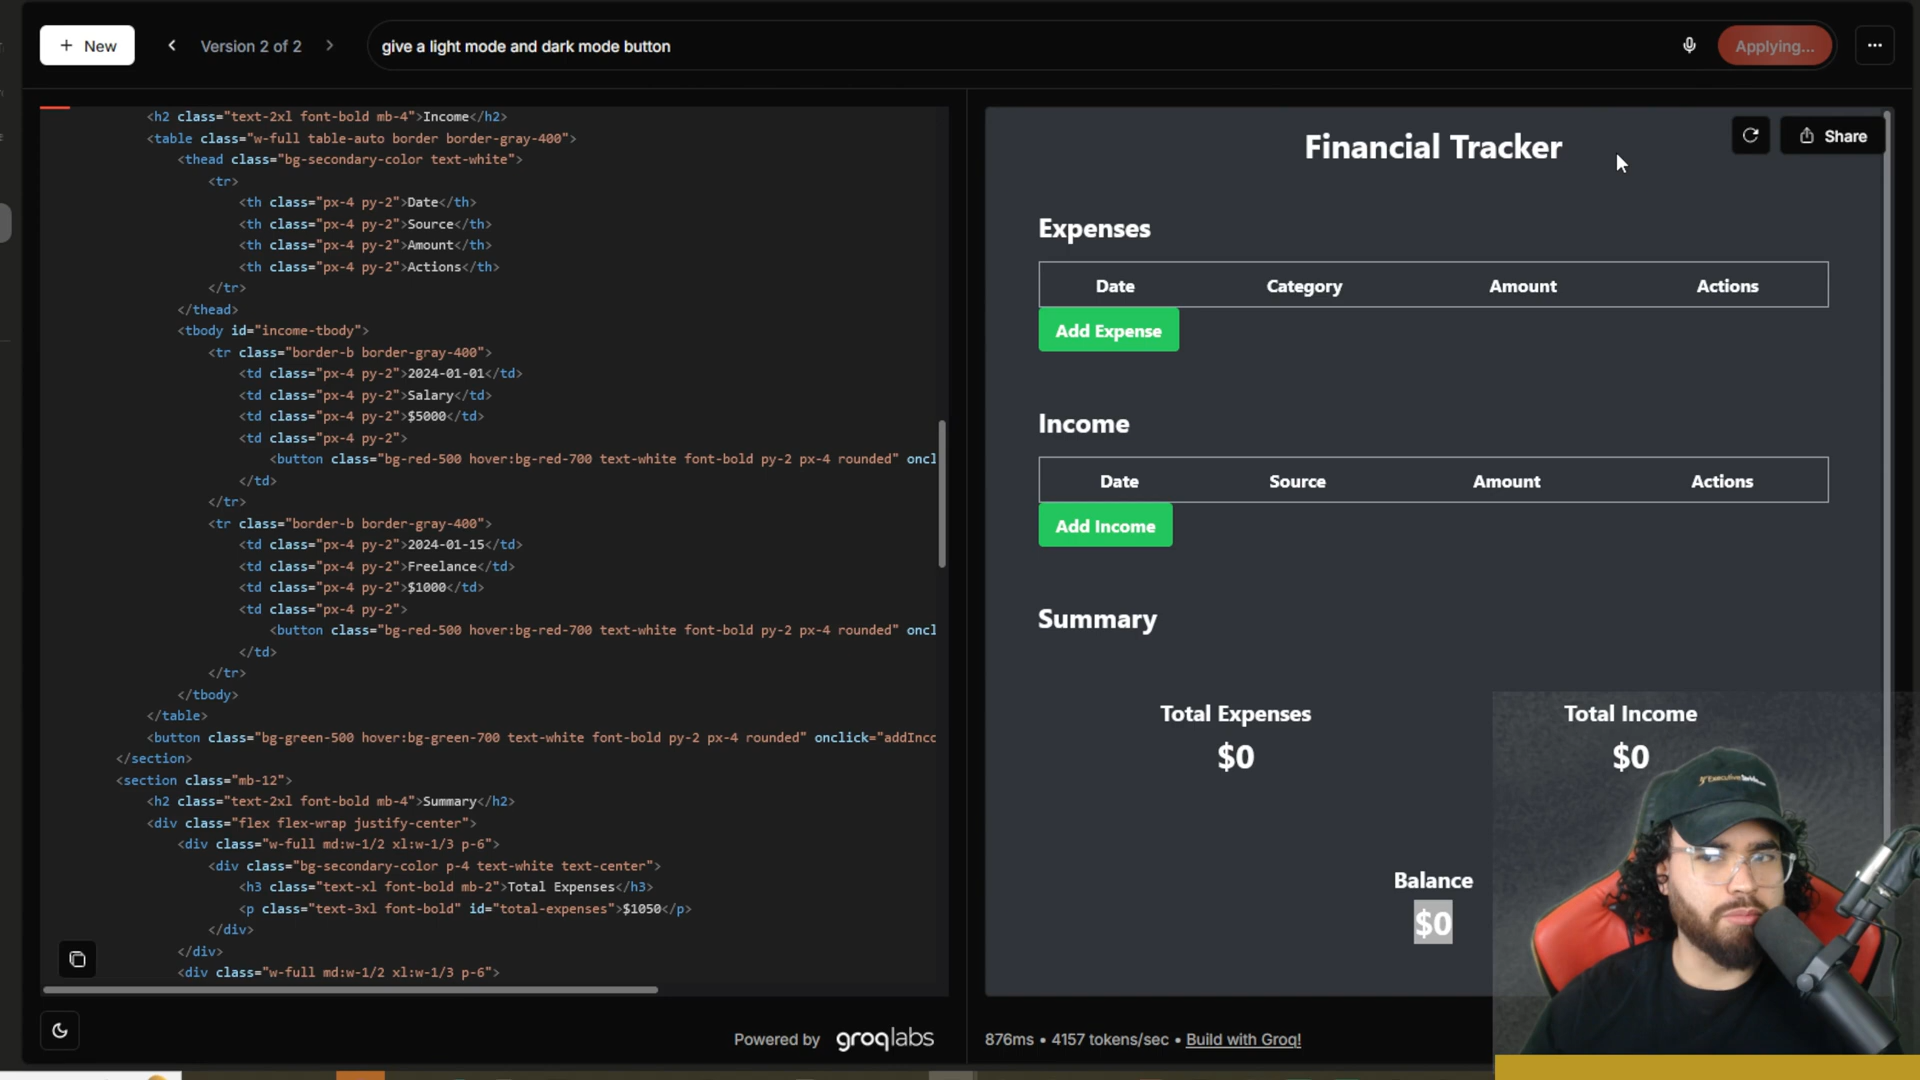 New
Version 2 of 2
give a light mode and dark mode button
Applying...
<h2 class="text-2xl font-bold mb-4">Income</h2>
<table class="w-full table-auto border border-gray-400">
<thead class="bg-secondary-color text-white">
<tr>
<th class="px-4 py-2">Date</th>
<th class="px-4 py-2">Source</th>
<th class="px-4 py-2">Amount</th>
<th class="px-4 py-2">Actions</th>
</tr>
</thead>
<tbody id="income-tbody">
<tr class="border-b border-gray-400">
<td class="px-4 py-2">2024-01-01</td>
<td class="px-4 py-2">Salary</td>
<td class="px-4 py-2">$5000</td>
<td class="px-4 py-2">
<button class="bg-red-500 hover:bg-red-700 text-white font-bold py-2 px-4 rounded" oncl
</td>
</tr>
<tr class="border-b border-gray-400">
<td class="px-4 py-2">2024-01-15</td>
<td class="px-4 py-2">Freelance</td>
<td class="px-4 py-2">$1000</td>
<td class="px-4 py-2">
<button class="bg-red-500 hover:bg-red-700 text-white font-bold py-2 px-4 rounded" oncl
</td>
</tr>
</tbody>
</table>
<button class="bg-green-500 hover:bg-green-700 text-white font-bold py-2 px-4 rounded" onclick="addInco
</section>
<section class="mb-12">
<h2 class="text-2xl font-bold mb-4">Summary</h2>
<div class="flex flex-wrap justify-center">
<div class="w-full md:w-1/2 xl:w-1/3 p-6">
<div class="bg-secondary-color p-4 text-white text-center">
<h3 class="text-xl font-bold mb-2">Total Expenses</h3>
<p class="text-3xl font-bold" id="total-expenses">$1050</p>
</div>
</div>
<div class="w-full md:w-1/2 xl:w-1/3 p-6">
Powered by groqlabs
Financial Tracker
Share
Expenses
Date Category Amount Actions
Add Expense
Income
Date Source Amount Actions
Add Income
Summary
Total Expenses Total Income
$0 $0
Balance
$0
876ms • 4157 tokens/sec • Build with Groq!